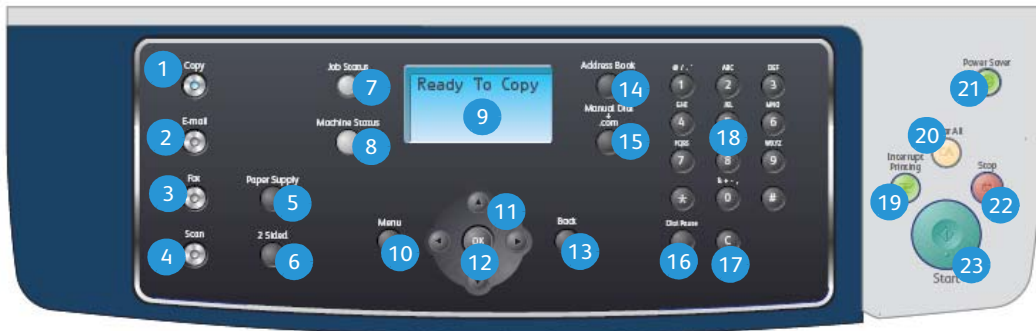 1
Copy
2
E-mail
3
Fax
4
Scan
Paper Supply
5
2 Sided
6
Job Status
7
Machine Status
8
Ready To Copy
9
Menu
10
11
OK
12
Back
13
Address Book
14
Manual Dial
+
.com
15
@ / . '
1
ABC
2
DEF
3
GHI
4
JKL
18
MNO
6
PQRS
7
8
WXYZ
9
*
& + - ,
0
#
Dial Pause
16
C
17
Power Saver
21
20
All
Interrupt
Printing
19
Stop
22
23
Start